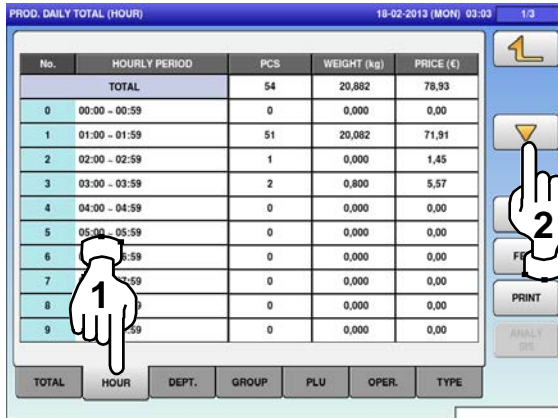 PROD. DAILY TOTAL (HOUR) 18-02-2013 (MON) 03:03 1/3
No. HOURLY PERIOD PCS WEIGHT (kg) PRICE (€)
TOTAL 54 20,882 78,93
0 00:00 ~ 00:59 0 0,000 0,00
1 01:00 ~ 01:59 51 20,082 71,91
2 02:00 ~ 02:59 1 0,000 1,45
3 03:00 ~ 03:59 2 0,800 5,57
4 04:00 ~ 04:59 0 0,000 0,00
5 05:00 ~ 05:59 0 0,000 0,00
6 0 0,000 0,00
7 0 0,000 0,00
8 0 0,000 0,00
9 0 0,000 0,00
1
2
PRINT
ANALY
SIS
TOTAL HOUR DEPT. GROUP PLU OPER. TYPE